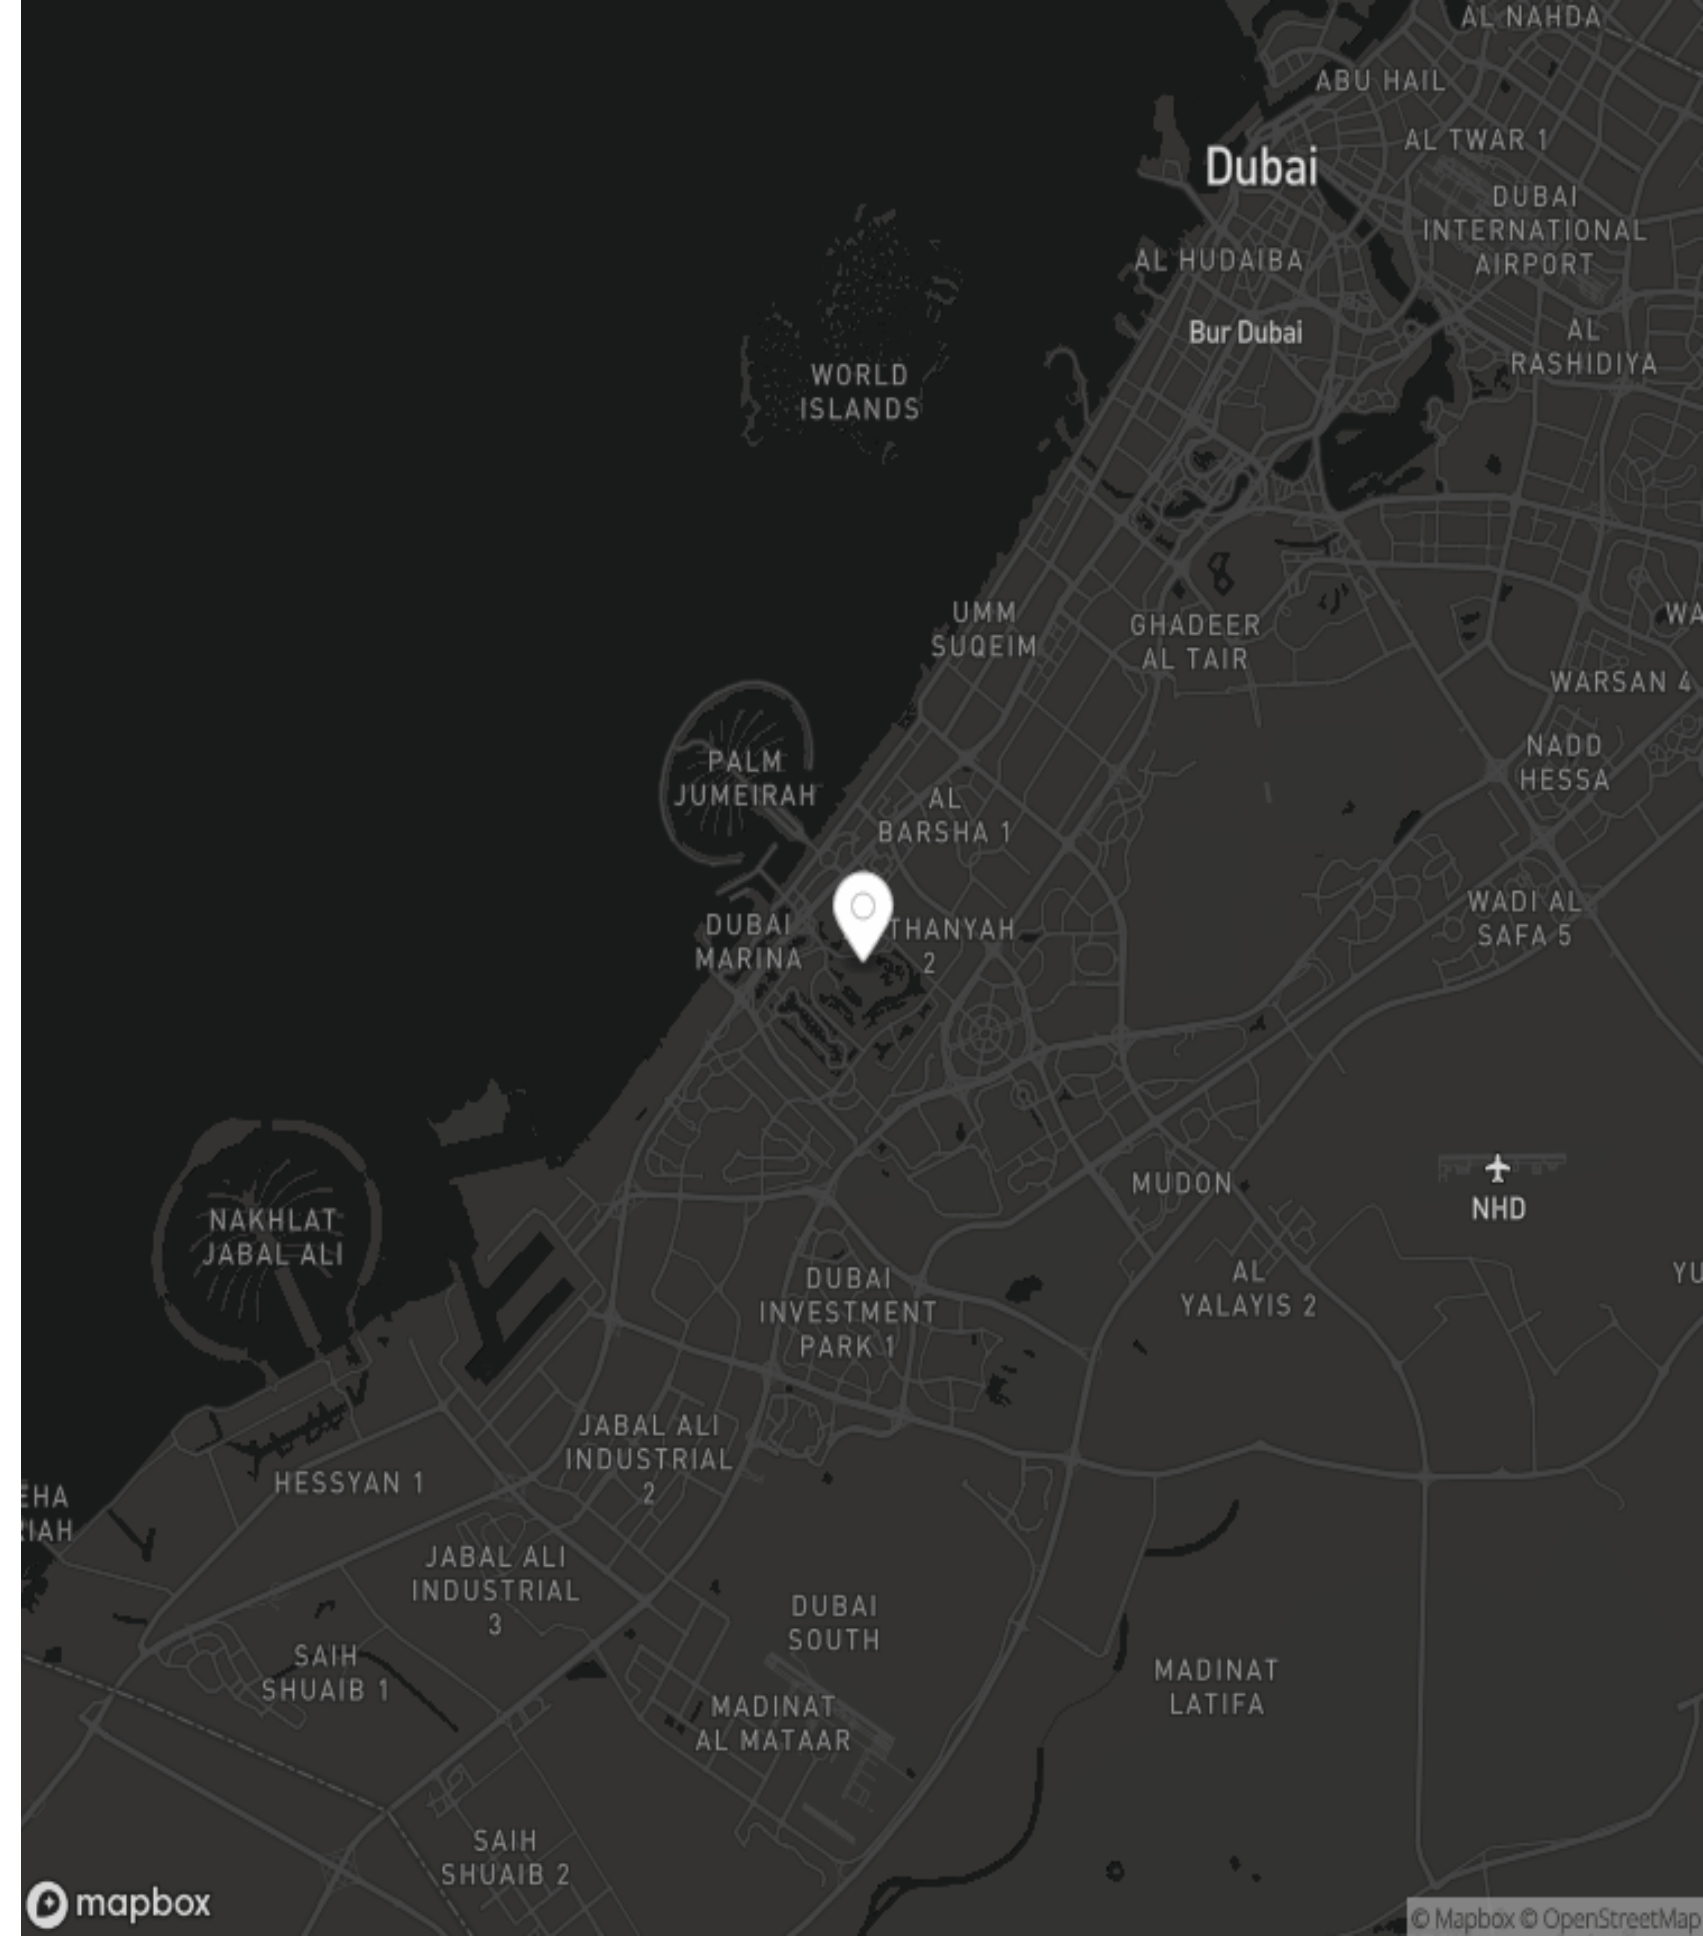 AL NAHDA
ABU HAIL
AL TWAR 1
Dubai
DUBAI
INTERNATIONAL
AIRPORT
AL HUDAIBA
Bur Dubai
AL
RASHIDIYA
WORLD
ISLANDS
UMM
SUQEIM
GHADEER
AL TAIR
WA
WARSAN 4
NADD
HESSA
PALM
JUMEIRAH
AL
BARSHA 1
WADI AL
SAFA 5
DUBAI
MARINA
THANYAH
2
MUDON
NHD
NAKHLAT
JABAL ALI
AL
YALAYIS 2
YU
DUBAI
INVESTMENT
PARK 1
JABAL ALI
INDUSTRIAL
2
HESSYAN 1
EHA
RIAH
JABAL ALI
INDUSTRIAL
3
DUBAI
SOUTH
SAIH
SHUAIB 1
MADINAT
LATIFA
MADINAT
AL MATAAR
SAIH
SHUAIB 2
mapbox
© Mapbox © OpenStreetMap